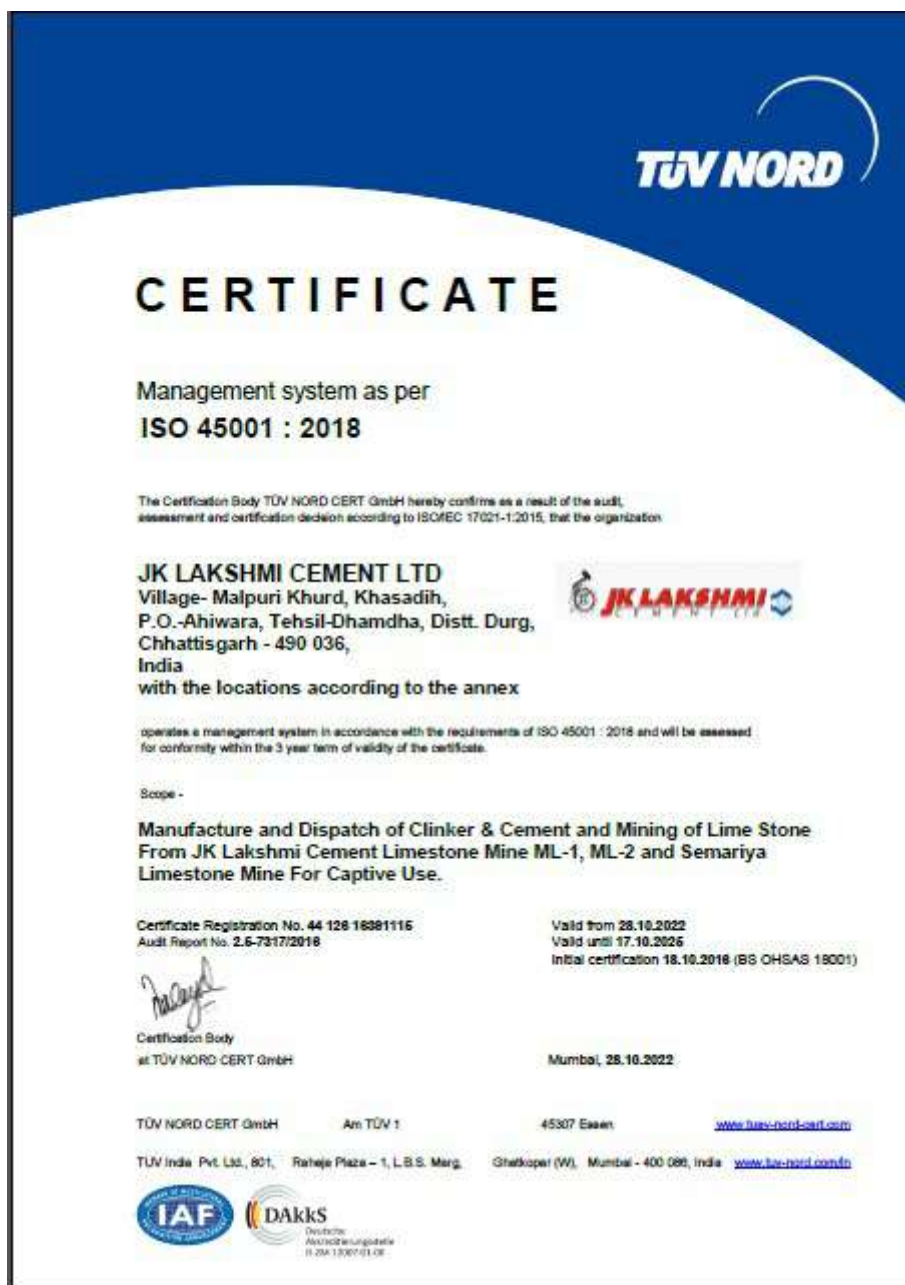 TÜV NORD
CERTIFICATE
Management system as per
ISO 45001 : 2018
The Certification Body TÜV NORD CERT GmbH hereby confirms as a result of the audit,
assessment and certification decision according to ISO/IEC 17021-1:2015, that the organization
JK LAKSHMI CEMENT LTD
JK LAKSHMI
CEMENT LTD
Village- Malpuri Khurd, Khasadih,
P.O.-Ahiwara, Tehsil-Dhamdha, Distt. Durg,
Chhattisgarh - 490 036,
India
with the locations according to the annex
operates a management system in accordance with the requirements of ISO 45001 : 2018 and will be assessed
for conformity within the 3 year term of validity of the certificate.
Scope -
Manufacture and Dispatch of Clinker & Cement and Mining of Lime Stone
From JK Lakshmi Cement Limestone Mine ML-1, ML-2 and Semariya
Limestone Mine For Captive Use.
Certificate Registration No. 44 126 16381115
Audit Report No. 2.5-7317/2016
Valid from 28.10.2022
Valid until 17.10.2025
Initial certification 18.10.2016 (BS OHSAS 18001)
Certification Body
at TÜV NORD CERT GmbH
Mumbai, 28.10.2022
TÜV NORD CERT GmbH Am TÜV 1 45307 Essen www.tuev-nord-cert.com
TUV India Pvt. Ltd., 801, Raheja Plaza – 1, L.B.S. Marg, Ghatkopar (W), Mumbai - 400 086, India www.tuv-nord.com/in
IAF
DAkkS
Deutsche
Akkreditierungsstelle